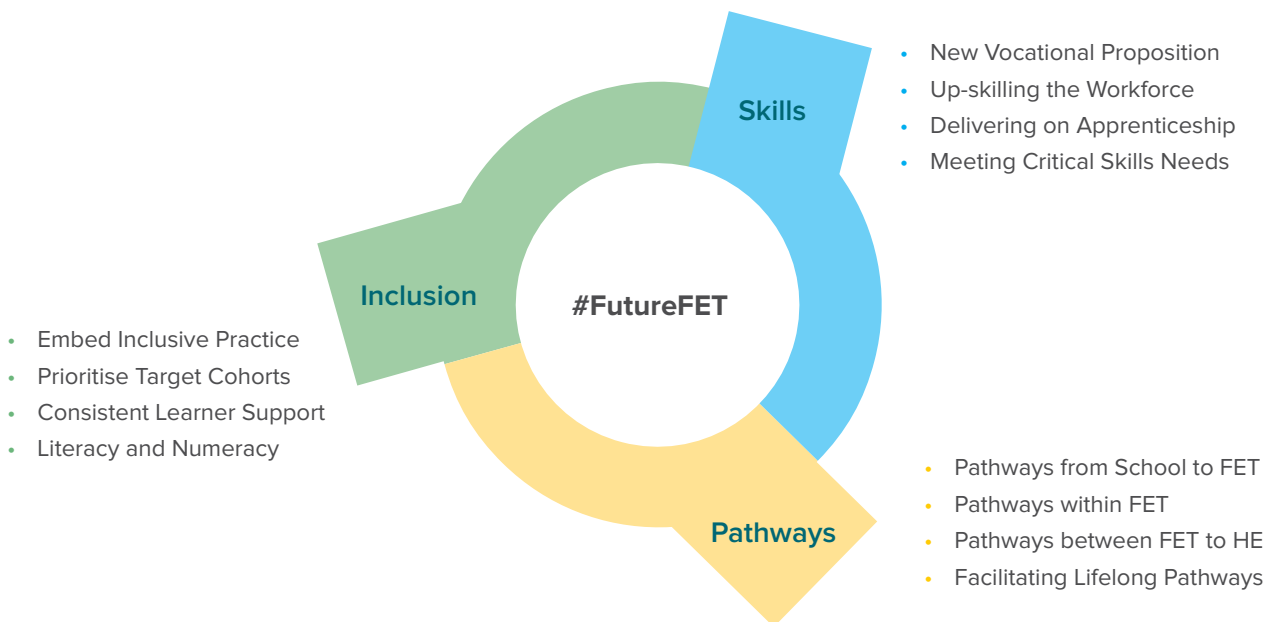 Skills
• New Vocational Proposition
• Up-skilling the Workforce
• Delivering on Apprenticeship
• Meeting Critical Skills Needs
Inclusion
#FutureFET
• Embed Inclusive Practice
• Prioritise Target Cohorts
• Consistent Learner Support
• Literacy and Numeracy
Pathways
• Pathways from School to FET
• Pathways within FET
• Pathways between FET to HE
• Facilitating Lifelong Pathways